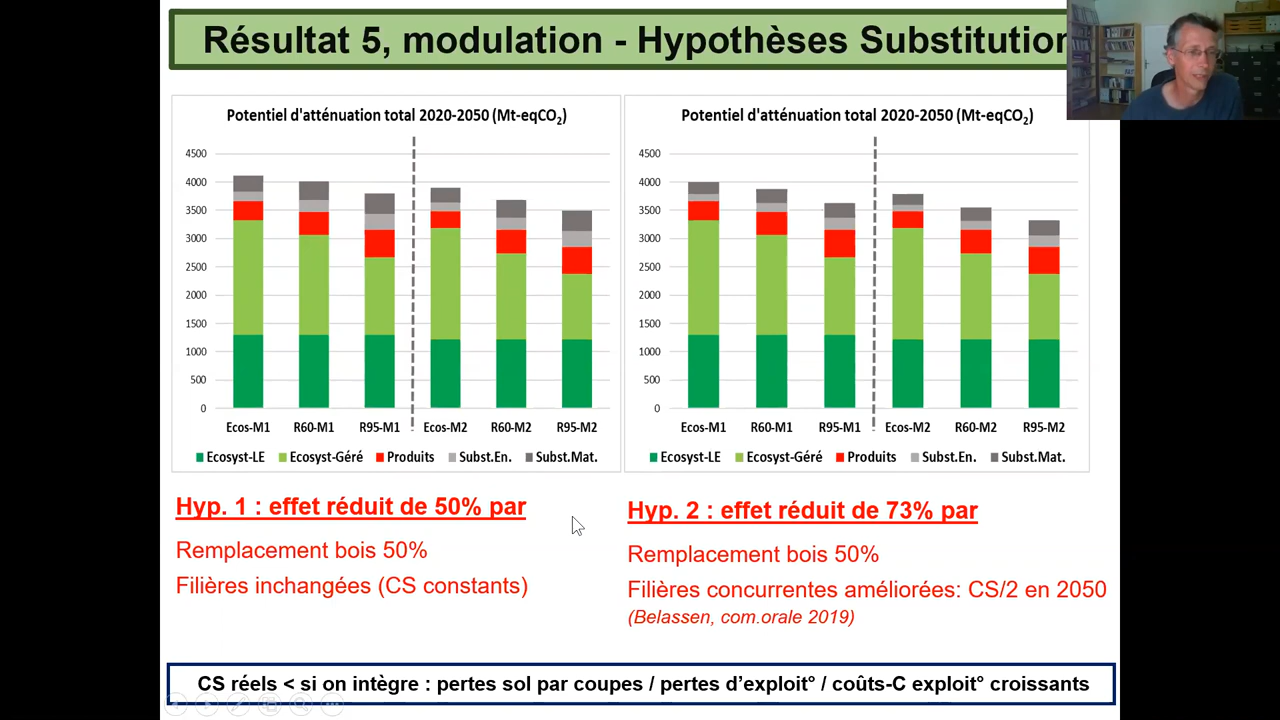 Résultat 5, modulation - Hypothèses Substitution
Potentiel d'atténuation total 2020-2050 (Mt-eqCO₂)
4500
4000
3500
3000
2500
2000
1500
1000
500
0
Ecos-M1 R60-M1 R95-M1 Ecos-M2 R60-M2 R95-M2
Ecosyst-LE Ecosyst-Géré Produits Subst.En. Subst.Mat.
Potentiel d'atténuation total 2020-2050 (Mt-eqCO₂)
4500
4000
3500
3000
2500
2000
1500
1000
500
0
Ecos-M1 R60-M1 R95-M1 Ecos-M2 R60-M2 R95-M2
Ecosyst-LE Ecosyst-Géré Produits Subst.En. Subst.Mat.
Hyp. 1 : effet réduit de 50% par
Remplacement bois 50%
Filières inchangées (CS constants)
Hyp. 2 : effet réduit de 73% par
Remplacement bois 50%
Filières concurrentes améliorées: CS/2 en 2050
(Belassen, com.orale 2019)
CS réels < si on intègre : pertes sol par coupes / pertes d'exploit° / coûts-C exploit° croissants